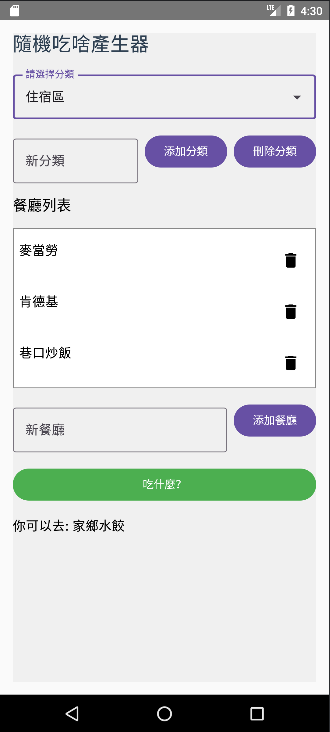 4:30
隨機吃啥產生器
請選擇分類
住宿區
新分類
添加分類
刪除分類
餐廳列表
麥當勞
肯德基
巷口炒飯
新餐廳
添加餐廳
吃什麼?
你可以去: 家鄉水餃